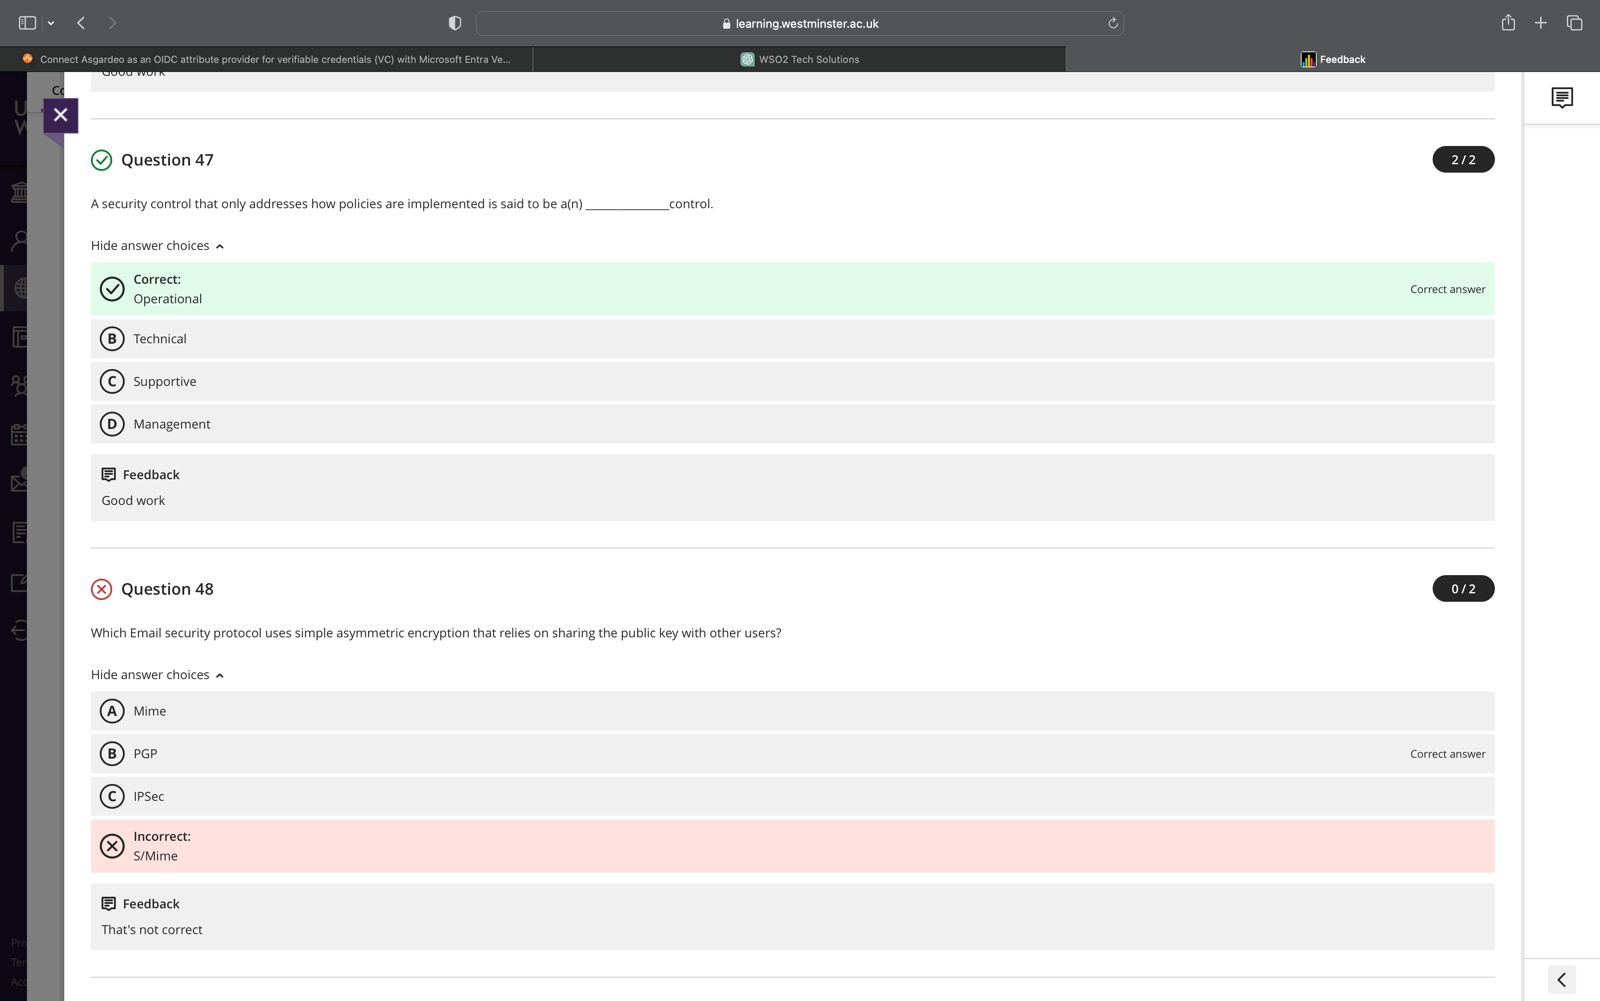 learning.westminster.ac.uk
Connect Asgardeo as an OIDC attribute provider for verifiable credentials (VC) with Microsoft Entra Ve...
WSO2 Tech Solutions
Feedback
Good work
Question 47
2 / 2
A security control that only addresses how policies are implemented is said to be a(n) ______________control.
Hide answer choices
Correct:
Operational
Correct answer
B Technical
C Supportive
D Management
Feedback
Good work
Question 48
0 / 2
Which Email security protocol uses simple asymmetric encryption that relies on sharing the public key with other users?
Hide answer choices
A Mime
B PGP
Correct answer
C IPSec
Incorrect:
S/Mime
Feedback
That's not correct